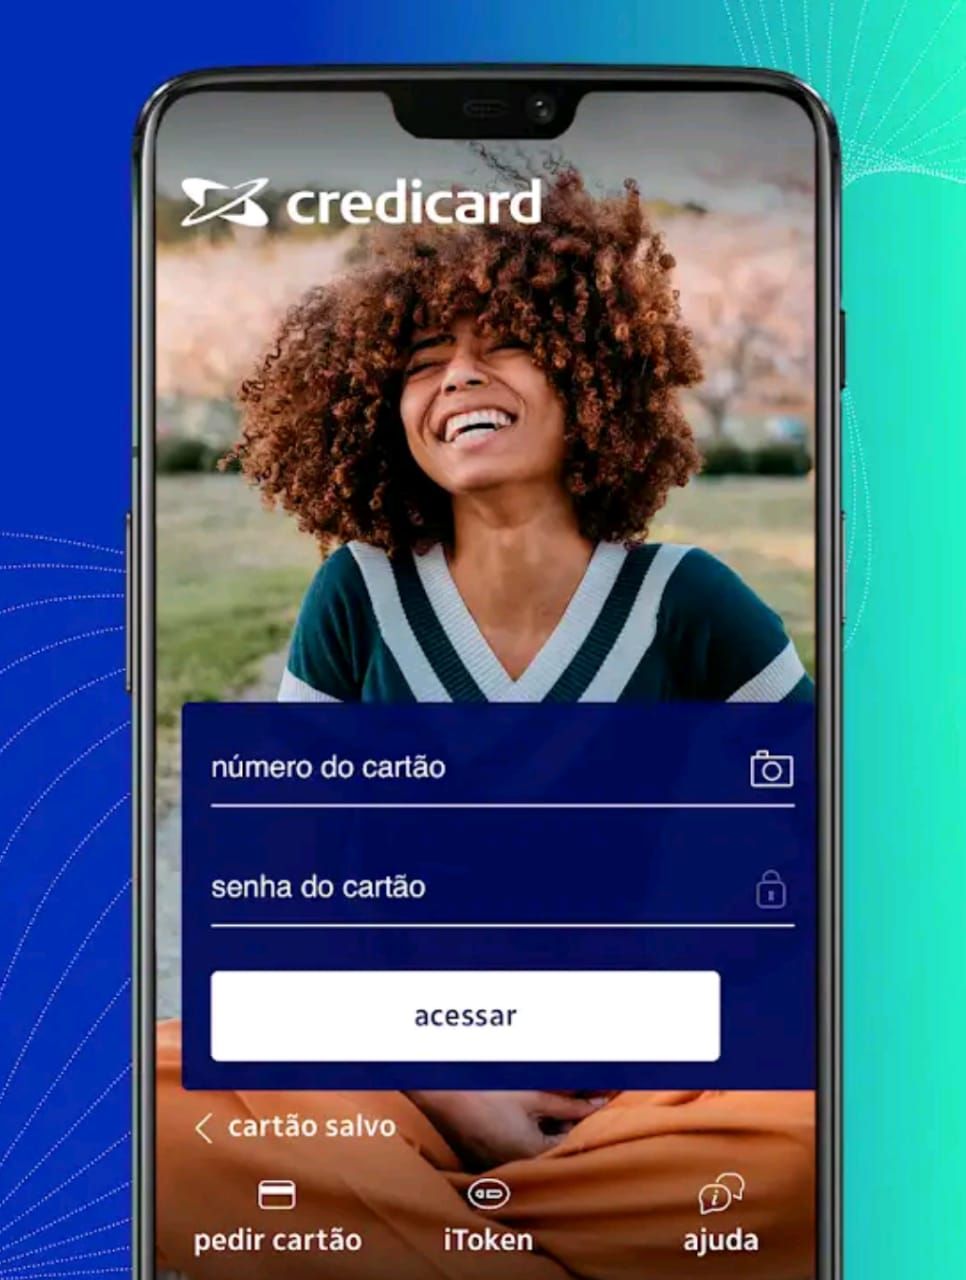 credicard
número do cartão
senha do cartão
acessar
cartão salvo
pedir cartão
iToken
ajuda